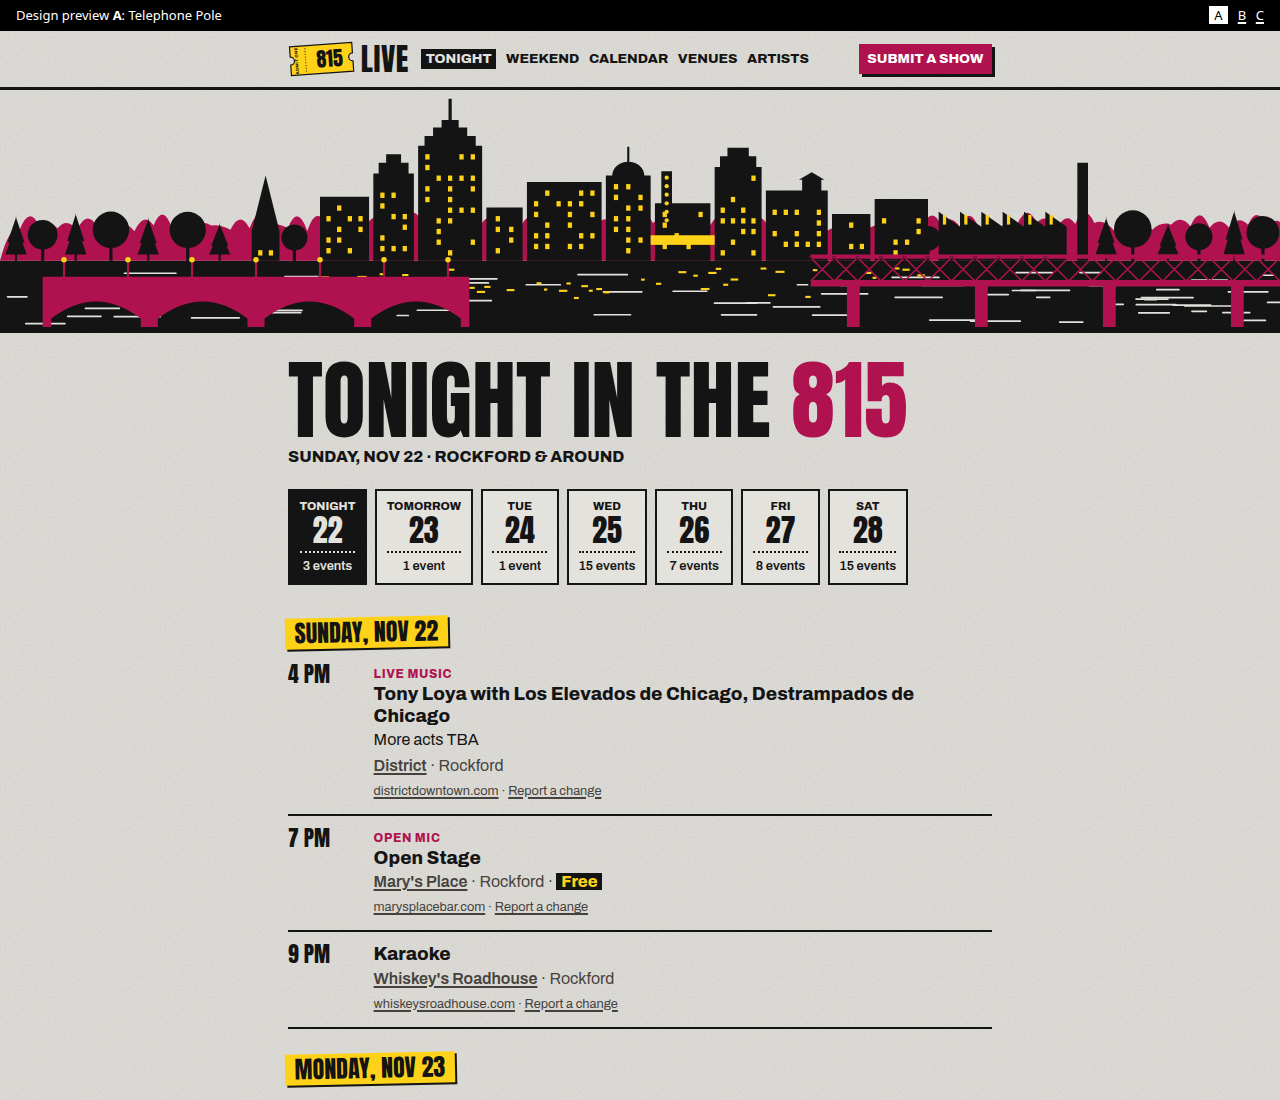 Design preview A: Telephone Pole
A B C
815 LIVE TONIGHT WEEKEND CALENDAR VENUES ARTISTS SUBMIT A SHOW
TONIGHT IN THE 815
SUNDAY, NOV 22 · ROCKFORD & AROUND
TONIGHT TOMORROW TUE WED THU FRI SAT
22 23 24 25 26 27 28
3 events 1 event 1 event 15 events 7 events 8 events 15 events
SUNDAY, NOV 22
4 PM LIVE MUSIC
Tony Loya with Los Elevados de Chicago, Destrampados de
Chicago
More acts TBA
District · Rockford
districtdowntown.com · Report a change
7 PM OPEN MIC
Open Stage
Mary's Place · Rockford · Free
marysplacebar.com · Report a change
9 PM Karaoke
Whiskey's Roadhouse · Rockford
whiskeysroadhouse.com · Report a change
MONDAY, NOV 23